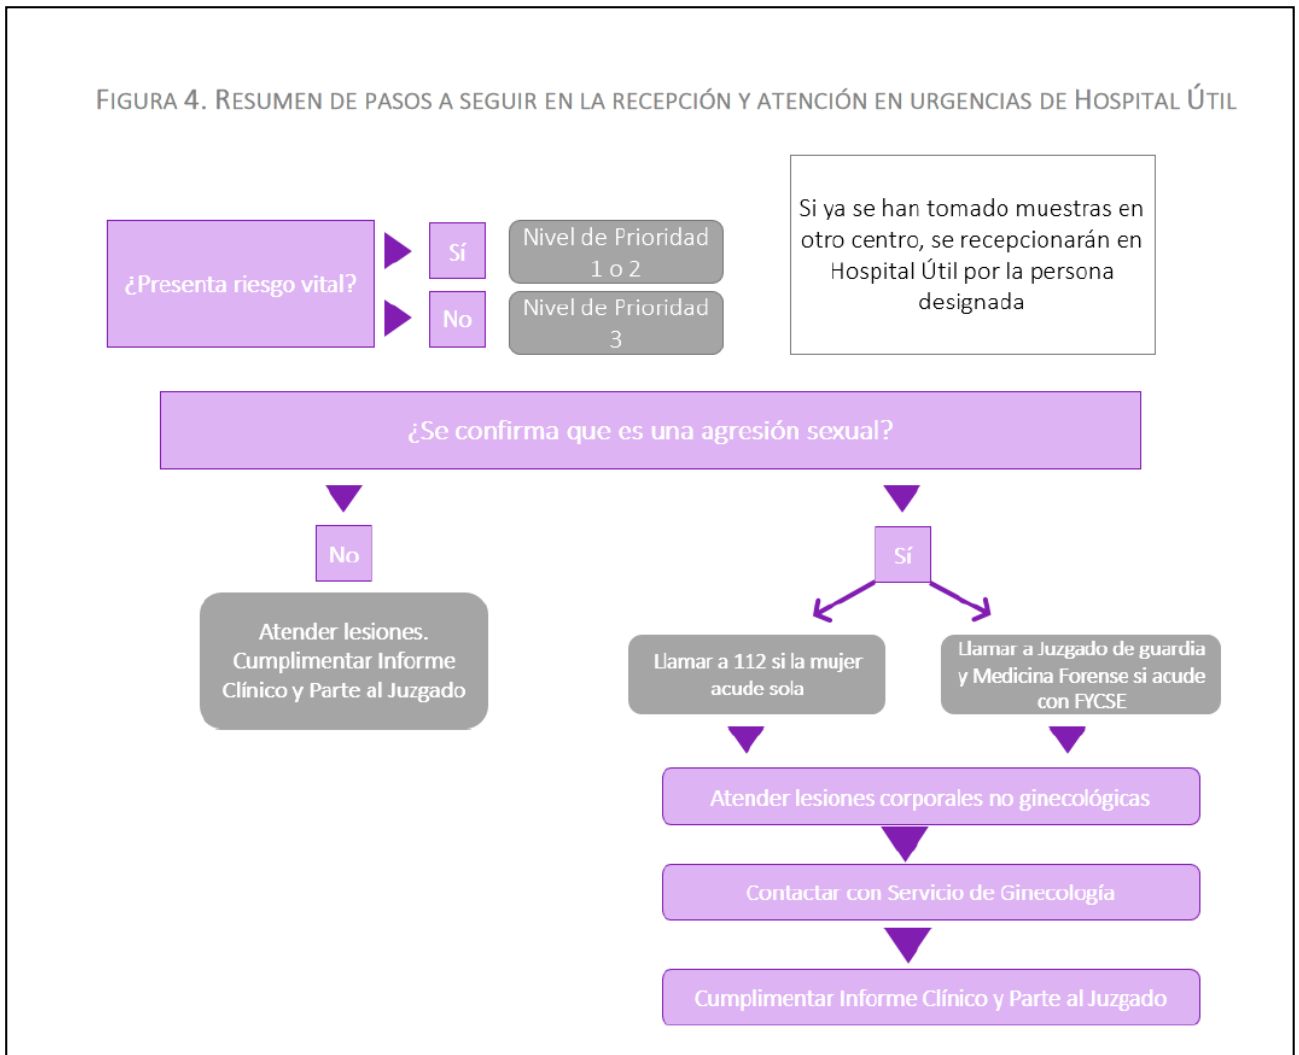 FIGURA 4. RESUMEN DE PASOS A SEGUIR EN LA RECEPCIÓN Y ATENCIÓN EN URGENCIAS DE HOSPITAL ÚTIL
¿Presenta riesgo vital?
Sí
Nivel de Prioridad
1 o 2
No
Nivel de Prioridad
3
Si ya se han tomado muestras en
otro centro, se recepcionarán en
Hospital Útil por la persona
designada
¿Se confirma que es una agresión sexual?
No
Atender lesiones.
Cumplimentar Informe
Clínico y Parte al Juzgado
Sí
Llamar a 112 si la mujer
acude sola
Llamar a Juzgado de guardia
y Medicina Forense si acude
con FYCSE
Atender lesiones corporales no ginecológicas
Contactar con Servicio de Ginecología
Cumplimentar Informe Clínico y Parte al Juzgado